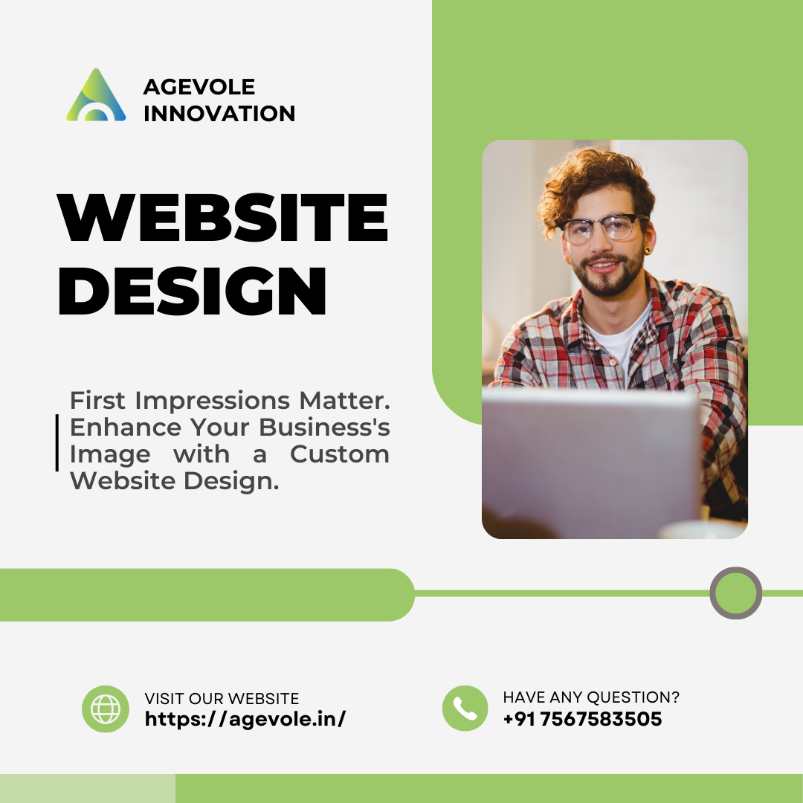 AGEVOLE
INNOVATION
WEBSITE
DESIGN
First Impressions Matter.
Enhance Your Business's
Image with a Custom
Website Design.
VISIT OUR WEBSITE
https://agevole.in/
HAVE ANY QUESTION?
+91 7567583505